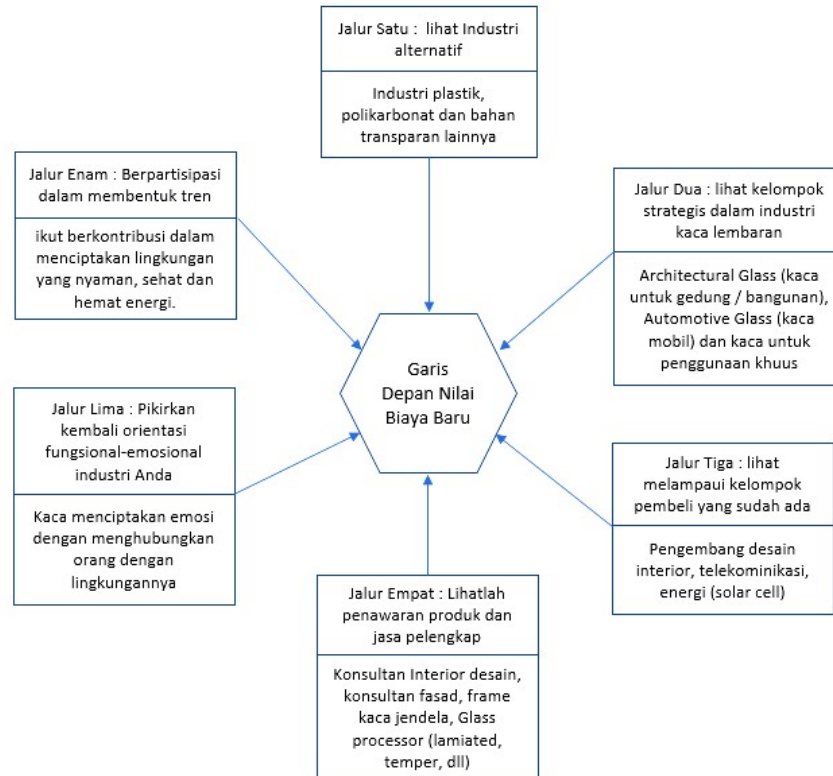 Jalur Satu : lihat Industri
alternatif
Industri plastik,
polikarbonat dan bahan
transparan lainnya
Jalur Enam : Berpartisipasi
dalam membentuk tren
ikut berkontribusi dalam
menciptakan lingkungan
yang nyaman, sehat dan
hemat energi.
Jalur Dua : lihat kelompok
strategis dalam industri
kaca lembaran
Architectural Glass (kaca
untuk gedung / bangunan),
Automotive Glass (kaca
mobil) dan kaca untuk
penggunaan khuus
Garis
Depan Nilai
Biaya Baru
Jalur Lima : Pikirkan
kembali orientasi
fungsional-emosional
industri Anda
Kaca menciptakan emosi
dengan menghubungkan
orang dengan
lingkungannya
Jalur Tiga : lihat
melampaui kelompok
pembeli yang sudah ada
Pengembang desain
interior, telekominikasi,
energi (solar cell)
Jalur Empat : Lihatlah
penawaran produk dan
jasa pelengkap
Konsultan Interior desain,
konsultan fasad, frame
kaca jendela, Glass
processor (lamiated,
temper, dll)